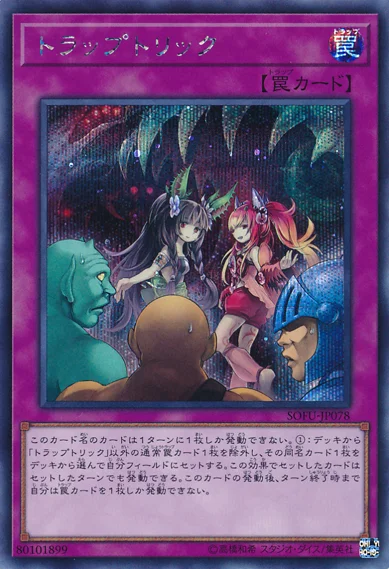 トラップトリック
トラップ
罠
トラップ
【罠カード】
SOFU-JP078
このカード名のカードは1ターンに1枚しか発動できない。①:デッキから
「トラップトリック」以外の通常罠カード1枚を除外し、その同名カード1枚を
デッキから選んで自分フィールドにセットする。この効果でセットしたカードは
セットしたターンでも発動できる。このカードの発動後、ターン終了時まで
自分は罠カードを1枚しか発動できない。
80101899
©高橋和希 スタジオ・ダイス/集英社